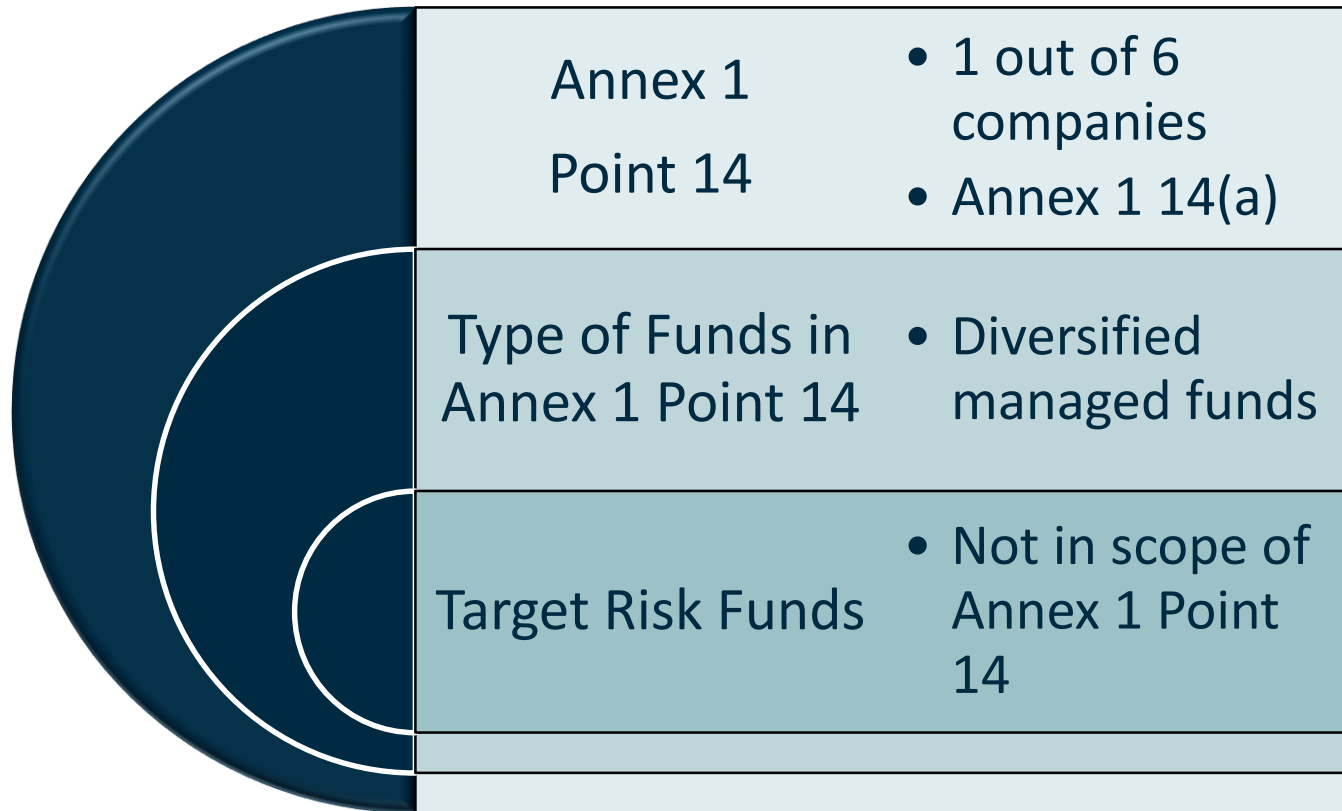 Annex 1
Point 14
• 1 out of 6
companies
• Annex 1 14(a)
Type of Funds in
Annex 1 Point 14
• Diversified
managed funds
Target Risk Funds
• Not in scope of
Annex 1 Point
14